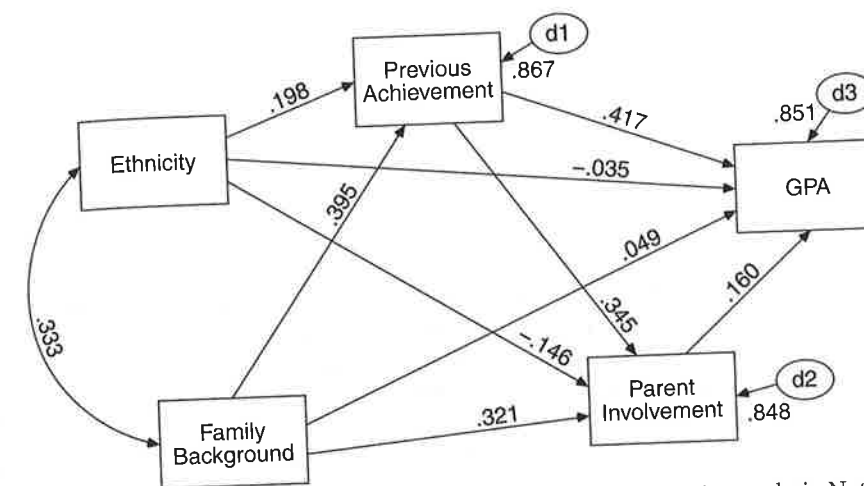 d1
Previous
Achievement
.867
d3
.851
.198
.417
Ethnicity
−.035
GPA
.395
.049
.160
.345
.333
−.146
Parent
Involvement
d2
.848
Family
Background
.321